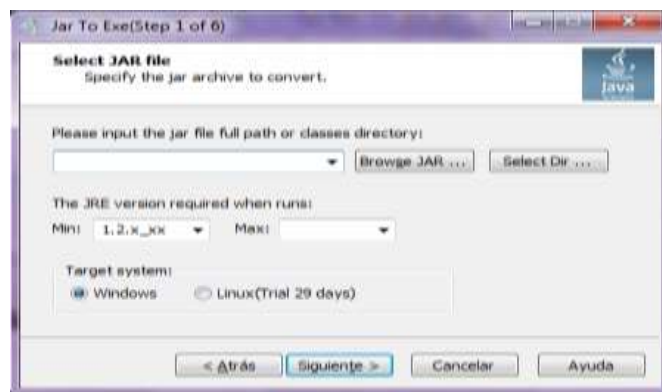 Jar To Exe(Step 1 of 6)
Select JAR file
Specify the jar archive to convert.
Java
Please input the jar file full path or classes directory:
Browse JAR ...
Select Dir ...
The JRE version required when runs:
Min: 1.2.x_xx Max:
Target system:
Windows Linux(Trial 29 days)
< Atrás Siguiente > Cancelar Ayuda